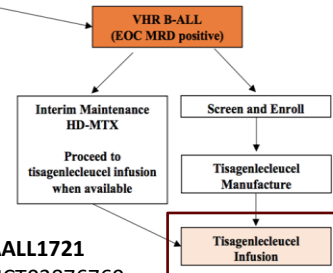 VHR B-ALL
(EOC MRD positive)
Interim Maintenance
HD-MTX
Proceed to
tisagenlecleucel infusion
when available
Screen and Enroll
Tisagenlecleucel
Manufacture
Tisagenlecleucel
Infusion
AALL1721